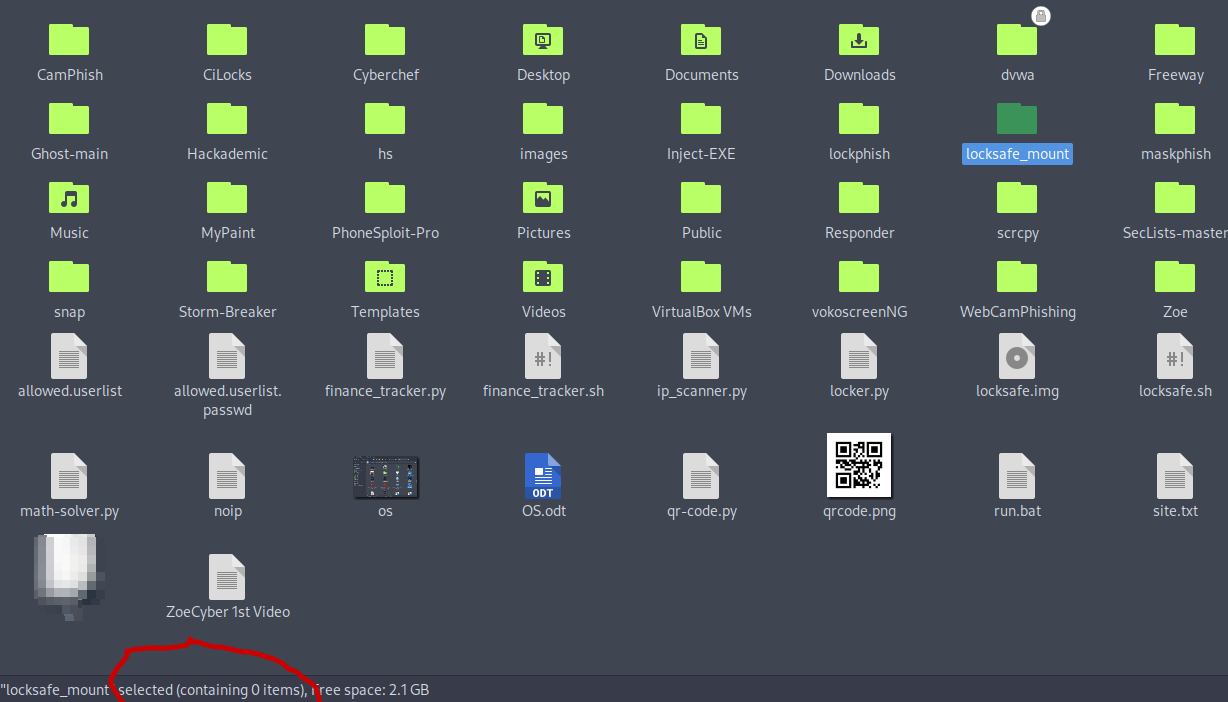 CamPhish
CiLocks
Cyberchef
Desktop
Documents
Downloads
dvwa
Freeway
Ghost-main
Hackademic
hs
images
Inject-EXE
lockphish
locksafe_mount
maskphish
Music
MyPaint
PhoneSploit-Pro
Pictures
Public
Responder
scrcpy
SecLists-master
snap
Storm-Breaker
Templates
Videos
VirtualBox VMs
vokoscreenNG
WebCamPhishing
Zoe
allowed.userlist
allowed.userlist.
passwd
finance_tracker.py
#!
finance_tracker.sh
ip_scanner.py
locker.py
locksafe.img
#!
locksafe.sh
math-solver.py
noip
os
ODT
OS.odt
qr-code.py
qrcode.png
run.bat
site.txt
ZoeCyber 1st Video
"locksafe_mount" selected (containing 0 items), Free space: 2.1 GB